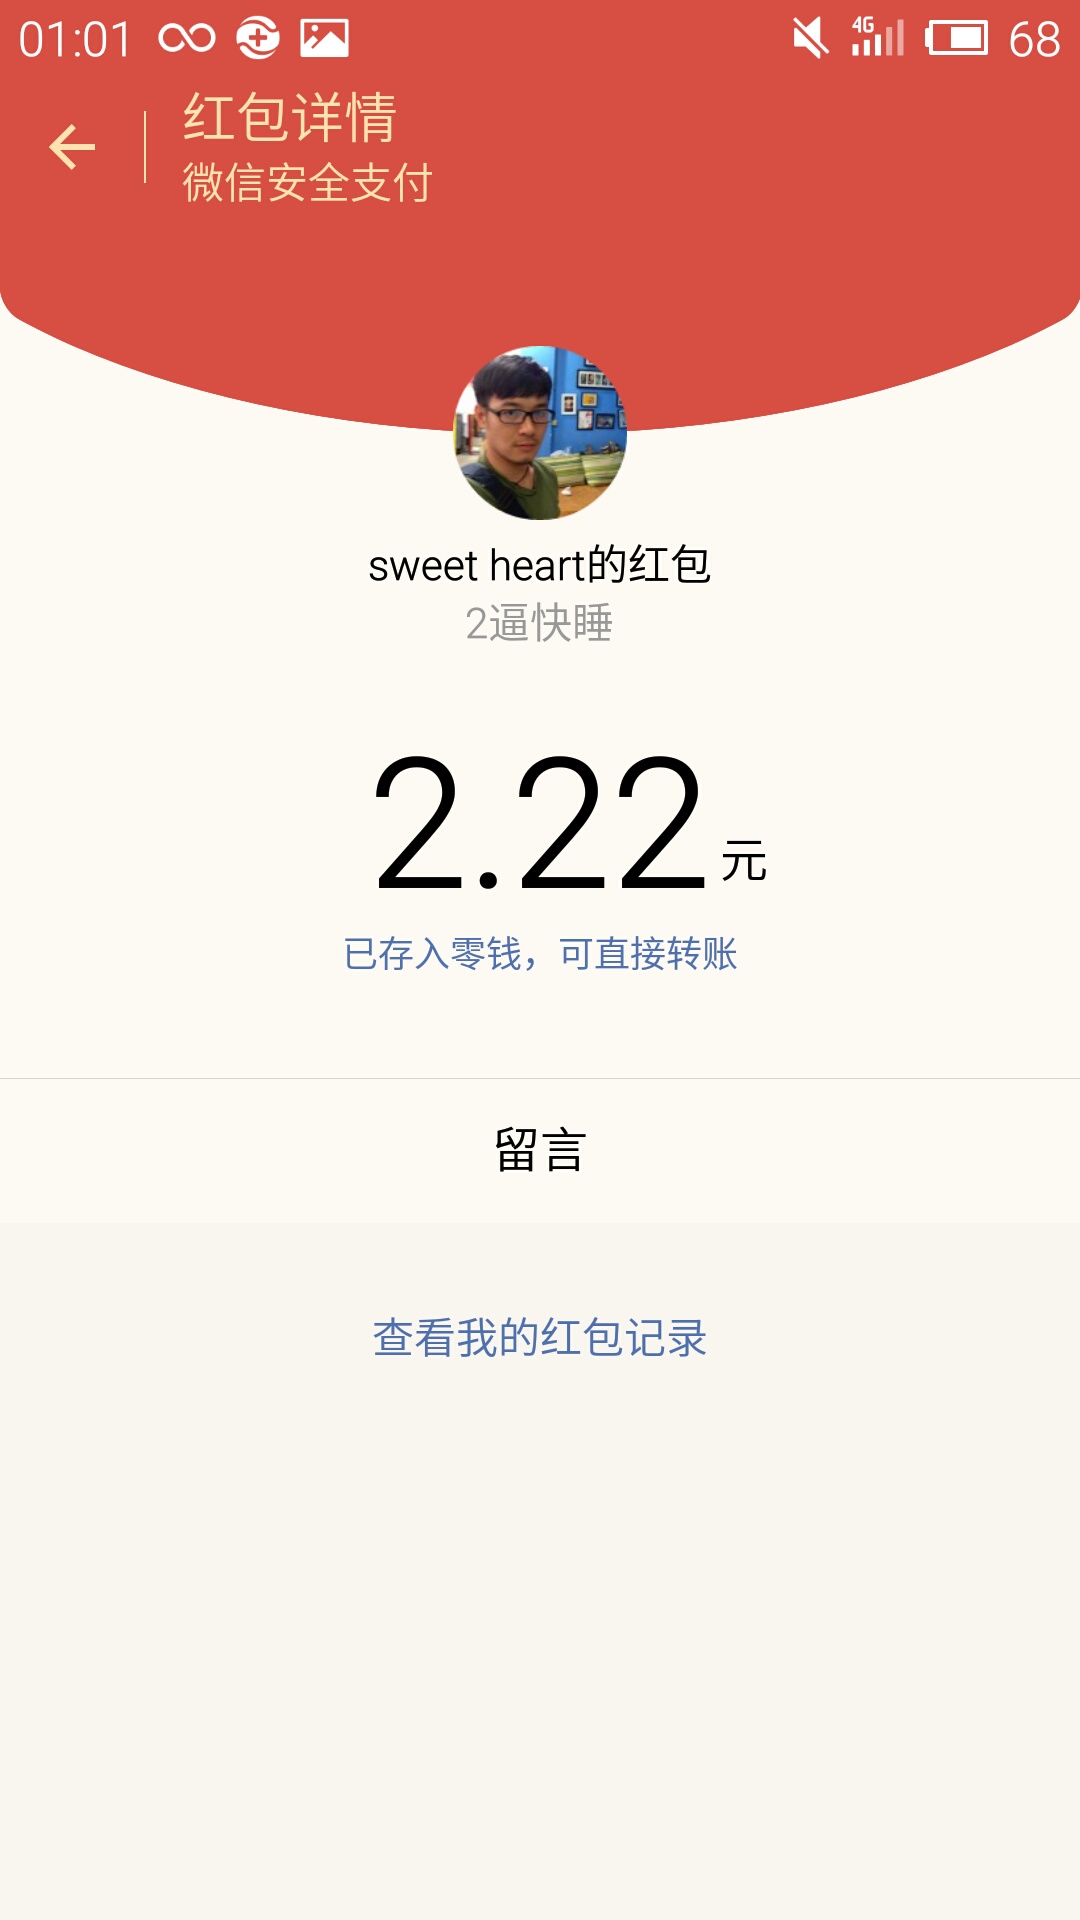 01:01 4G 68
红包详情
微信安全支付
sweet heart的红包
2逼快睡
2.22元
已存入零钱，可直接转账
留言
查看我的红包记录